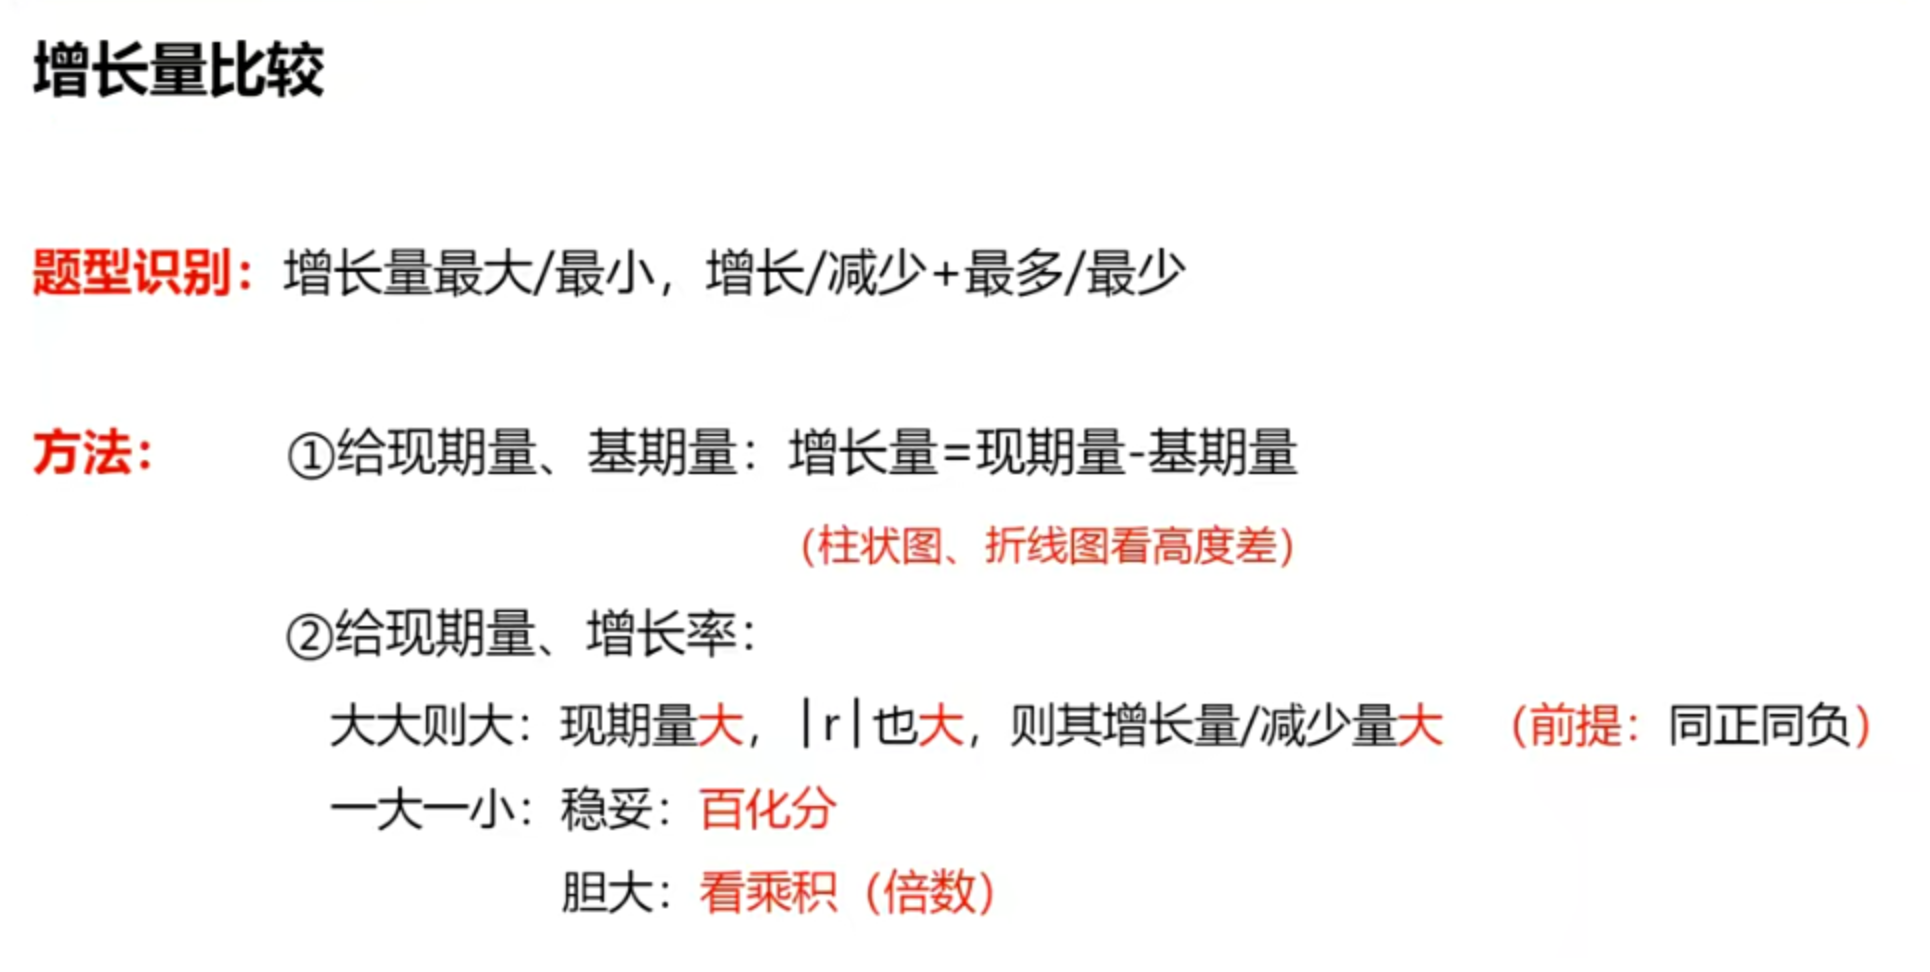 增长量比较
题型识别：增长量最大/最小，增长/减少+最多/最少
方法： ①给现期量、基期量：增长量=现期量-基期量
（柱状图、折线图看高度差）
②给现期量、增长率：
大大则大：现期量大，|r|也大，则其增长量/减少量大 （前提：同正同负）
一大一小：稳妥：百化分
胆大：看乘积（倍数）